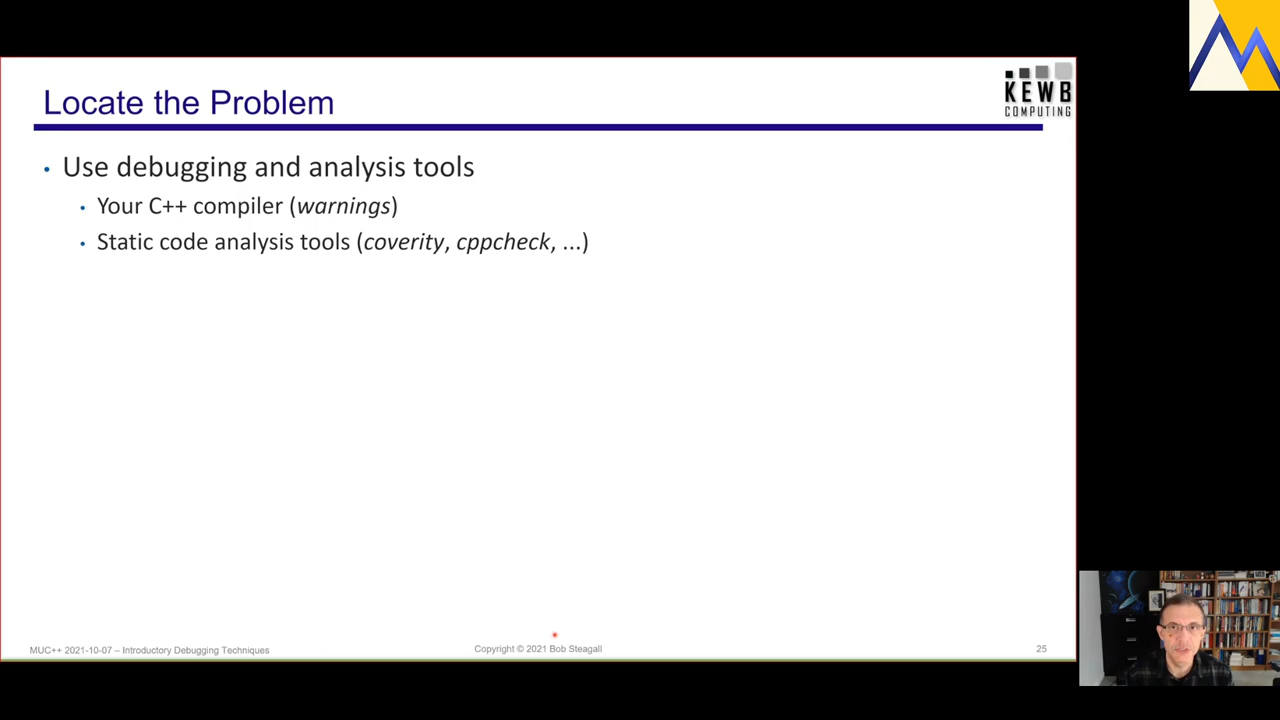 KEWB
COMPUTING
Locate the Problem
• Use debugging and analysis tools
• Your C++ compiler (warnings)
• Static code analysis tools (coverity, cppcheck, ...)
MUC++ 2021-10-07 – Introductory Debugging Techniques
Copyright © 2021 Bob Steagall
25